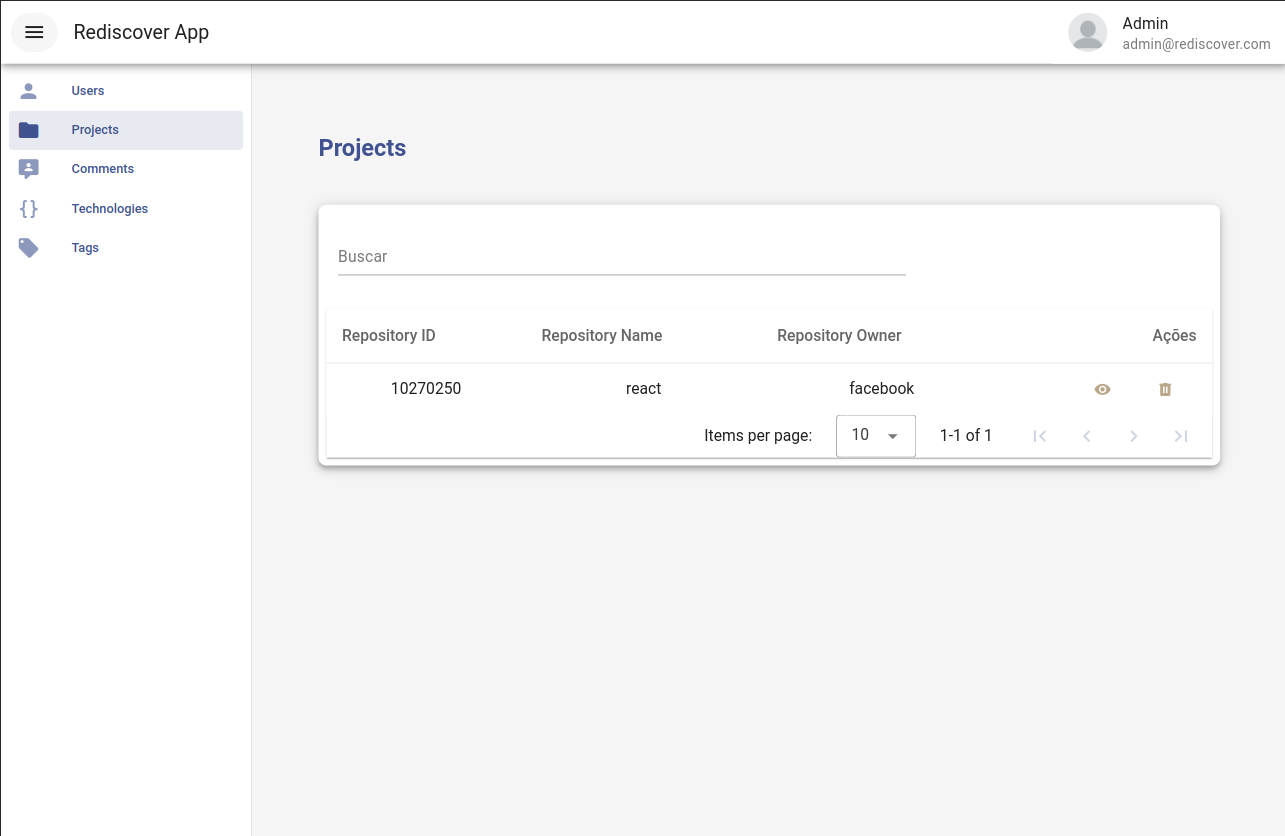 Rediscover App
Admin
admin@rediscover.com
Users
Projects
Comments
Technologies
Tags
Projects
Buscar
Repository ID Repository Name Repository Owner Ações
10270250 react facebook
Items per page: 10 1-1 of 1